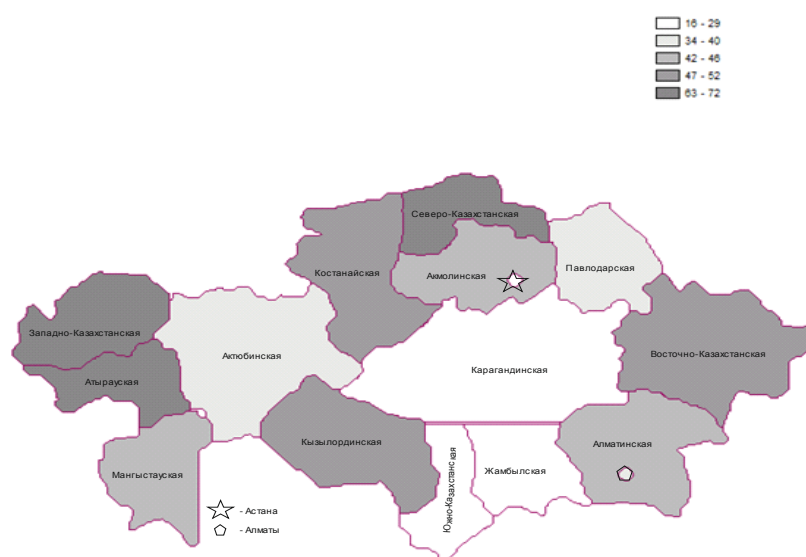 16 - 29
34 - 40
42 - 46
47 - 52
63 - 72
Северо-Казахстанская
Костанайская
Акмолинская
Павлодарская
Западно-Казахстанская
Актюбинская
Восточно-Казахстанская
Карагандинская
Атырауская
Кызылординская
Алматинская
Мангыстауская
Южно-Казахстанская
Жамбылская
- Астана
- Алматы